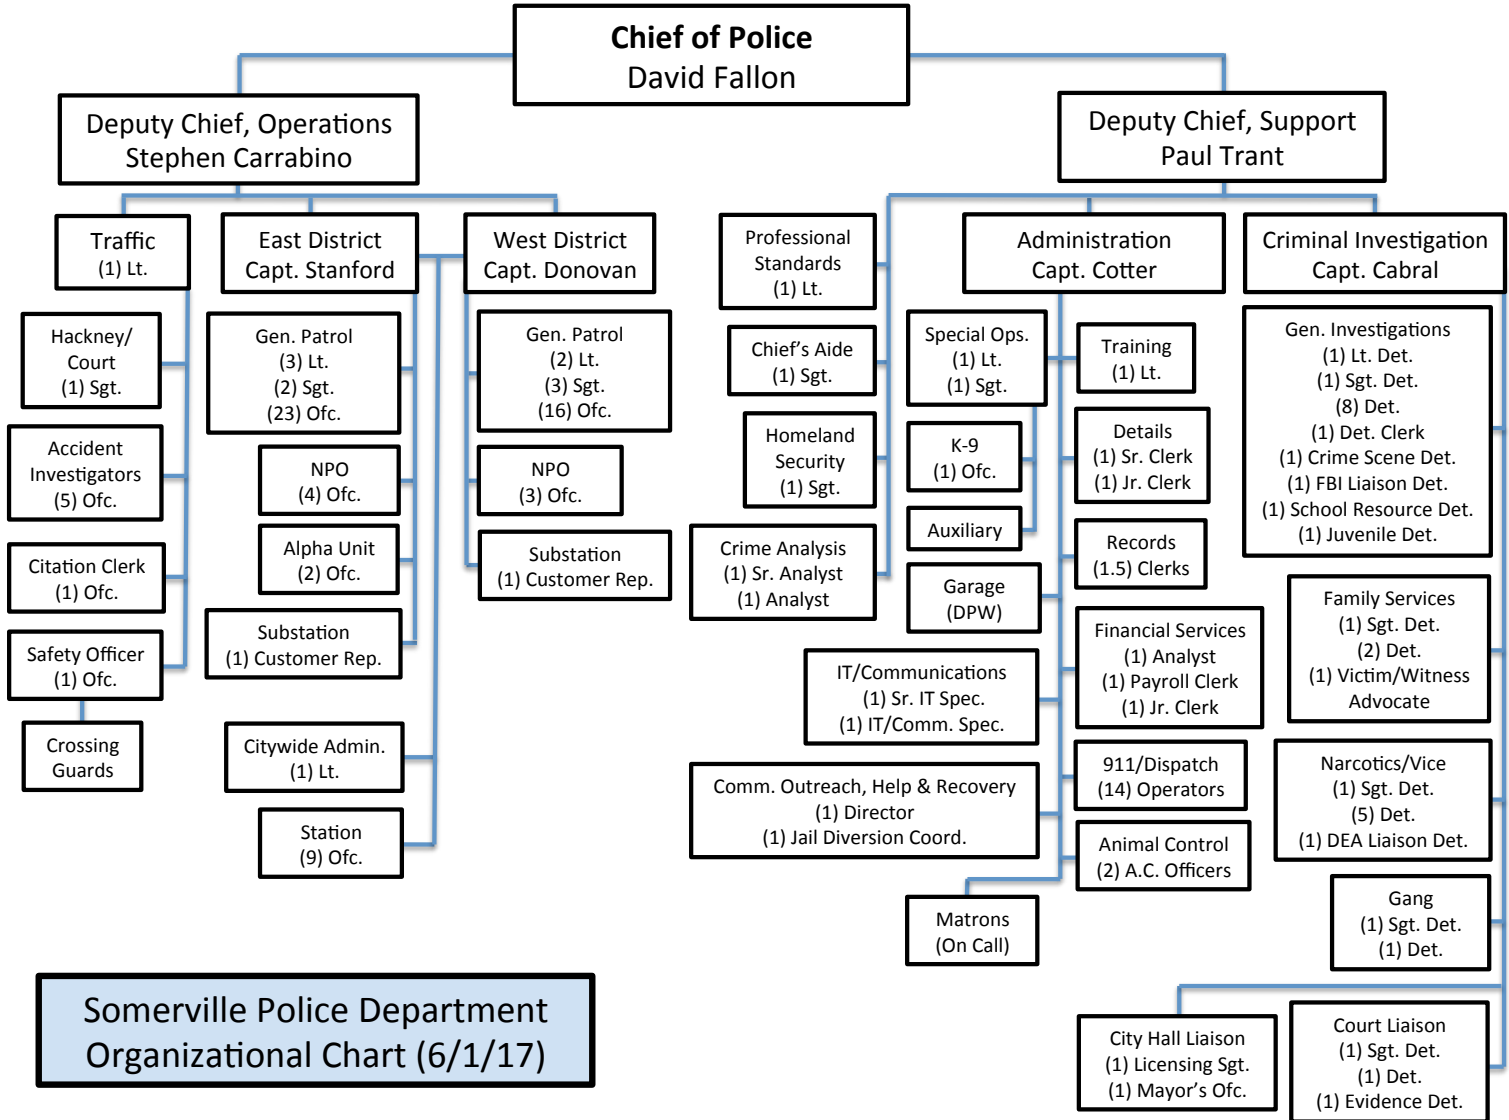 Chief of Police
David Fallon
Deputy Chief, Operations
Stephen Carrabino
Deputy Chief, Support
Paul Trant
Traffic
(1) Lt.
East District
Capt. Stanford
West District
Capt. Donovan
Professional
Standards
(1) Lt.
Administration
Capt. Cotter
Criminal Investigation
Capt. Cabral
Hackney/
Court
(1) Sgt.
Accident
Investigators
(5) Ofc.
Citation Clerk
(1) Ofc.
Safety Officer
(1) Ofc.
Crossing
Guards
Gen. Patrol
(3) Lt.
(2) Sgt.
(23) Ofc.
NPO
(4) Ofc.
Alpha Unit
(2) Ofc.
Substation
(1) Customer Rep.
Citywide Admin.
(1) Lt.
Station
(9) Ofc.
Gen. Patrol
(2) Lt.
(3) Sgt.
(16) Ofc.
NPO
(3) Ofc.
Substation
(1) Customer Rep.
Chief's Aide
(1) Sgt.
Homeland
Security
(1) Sgt.
Crime Analysis
(1) Sr. Analyst
(1) Analyst
Special Ops.
(1) Lt.
(1) Sgt.
K-9
(1) Ofc.
Auxiliary
Garage
(DPW)
IT/Communications
(1) Sr. IT Spec.
(1) IT/Comm. Spec.
Comm. Outreach, Help & Recovery
(1) Director
(1) Jail Diversion Coord.
Matrons
(On Call)
Training
(1) Lt.
Details
(1) Sr. Clerk
(1) Jr. Clerk
Records
(1.5) Clerks
Financial Services
(1) Analyst
(1) Payroll Clerk
(1) Jr. Clerk
911/Dispatch
(14) Operators
Animal Control
(2) A.C. Officers
Gen. Investigations
(1) Lt. Det.
(1) Sgt. Det.
(8) Det.
(1) Det. Clerk
(1) Crime Scene Det.
(1) FBI Liaison Det.
(1) School Resource Det.
(1) Juvenile Det.
Family Services
(1) Sgt. Det.
(2) Det.
(1) Victim/Witness
Advocate
Narcotics/Vice
(1) Sgt. Det.
(5) Det.
(1) DEA Liaison Det.
Gang
(1) Sgt. Det.
(1) Det.
City Hall Liaison
(1) Licensing Sgt.
(1) Mayor's Ofc.
Court Liaison
(1) Sgt. Det.
(1) Det.
(1) Evidence Det.
Somerville Police Department
Organizational Chart (6/1/17)